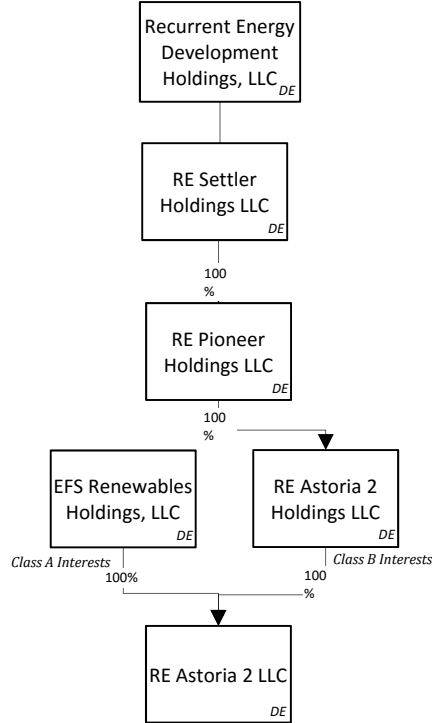 Recurrent Energy
Development
Holdings, LLC
DE
RE Settler
Holdings LLC
DE
100
%
RE Pioneer
Holdings LLC
DE
100
%
EFS Renewables
Holdings, LLC
DE
RE Astoria 2
Holdings LLC
DE
Class A Interests
100%
Class B Interests
100
%
RE Astoria 2 LLC
DE